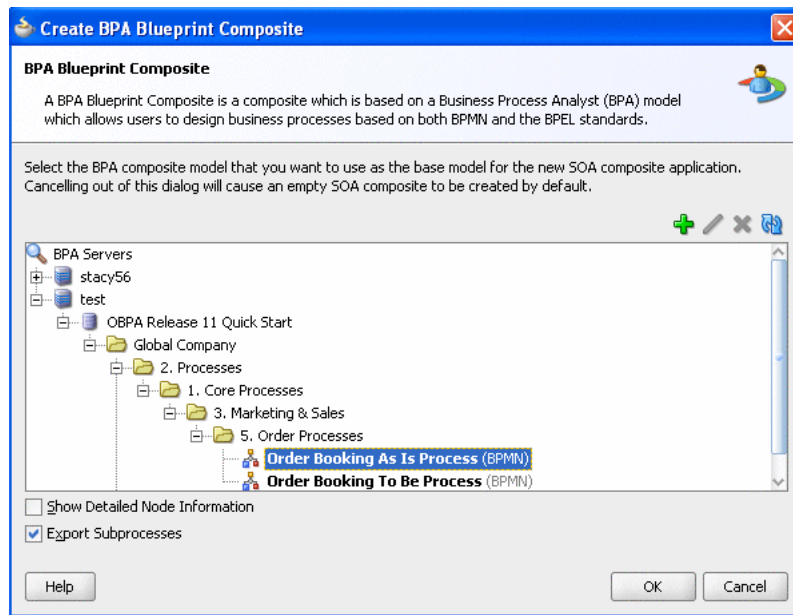 Create BPA Blueprint Composite
BPA Blueprint Composite
A BPA Blueprint Composite is a composite which is based on a Business Process Analyst (BPA) model
which allows users to design business processes based on both BPMN and the BPEL standards.
Select the BPA composite model that you want to use as the base model for the new SOA composite application.
Cancelling out of this dialog will cause an empty SOA composite to be created by default.
BPA Servers
stacy56
test
OBPA Release 11 Quick Start
Global Company
2. Processes
1. Core Processes
3. Marketing & Sales
5. Order Processes
Order Booking As Is Process (BPMN)
Order Booking To Be Process (BPMN)
Show Detailed Node Information
Export Subprocesses
Help OK Cancel